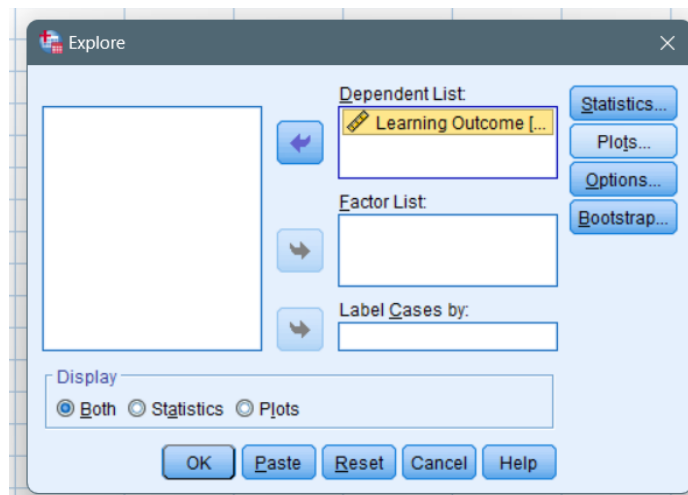 Explore
Dependent List:
Learning Outcome [...
Statistics...
Plots...
Options...
Bootstrap...
Factor List:
Label Cases by:
Display
Both Statistics Plots
OK Paste Reset Cancel Help